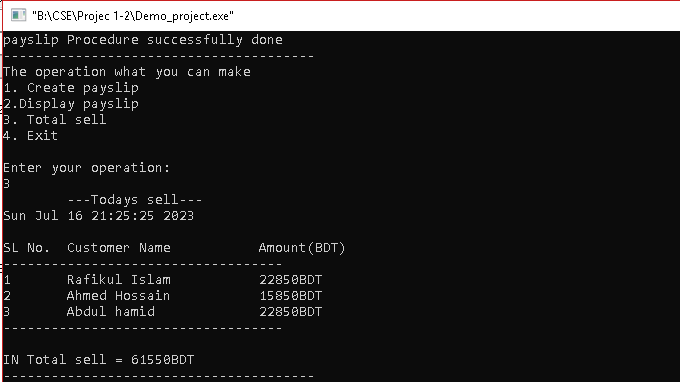 "B:\CSE\Projec 1-2\Demo_project.exe"
payslip Procedure successfully done
---------------------------------------
The operation what you can make
1. Create payslip
2.Display payslip
3. Total sell
4. Exit
Enter your operation:
3
---Todays sell---
Sun Jul 16 21:25:25 2023
SL No.  Customer Name           Amount(BDT)
-----------------------------------
1       Rafikul Islam           22850BDT
2       Ahmed Hossain           15850BDT
3       Abdul hamid             22850BDT
-----------------------------------
IN Total sell = 61550BDT
---------------------------------------